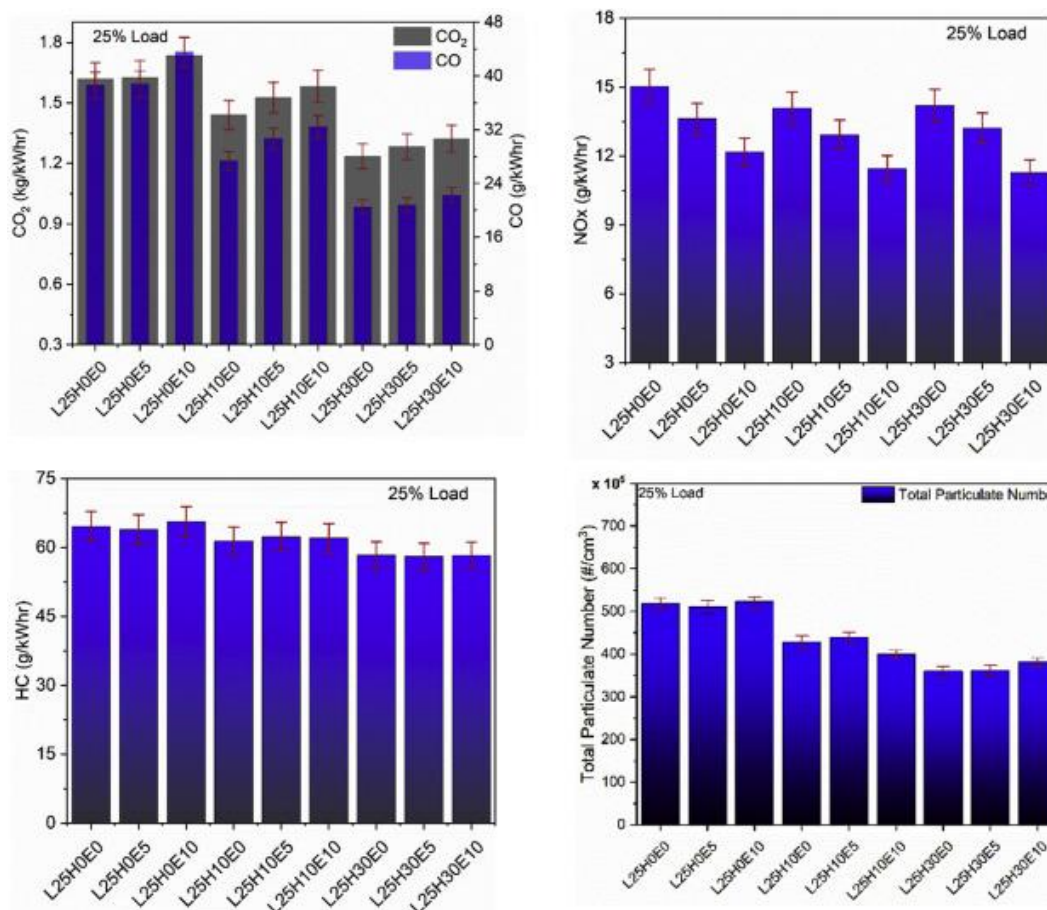 25% Load
CO₂
CO
1.8
1.5
1.2
0.9
0.6
0.3
CO₂ (kg/kWhr)
48
40
32
24
16
8
0
CO (g/kWhr)
L25H0E0
L25H0E5
L25H0E10
L25H10E0
L25H10E5
L25H10E10
L25H30E0
L25H30E5
L25H30E10
25% Load
18
15
12
9
6
3
NOx (g/kWhr)
L25H0E0
L25H0E5
L25H0E10
L25H10E0
L25H10E5
L25H10E10
L25H30E0
L25H30E5
L25H30E10
25% Load
75
60
45
30
15
0
HC (g/kWhr)
L25H0E0
L25H0E5
L25H0E10
L25H10E0
L25H10E5
L25H10E10
L25H30E0
L25H30E5
L25H30E10
25% Load
Total Particulate Numbe
700
600
500
400
300
200
100
0
Total Particulate Number (#/cm³)
L25H0E0
L25H0E5
L25H0E10
L25H10E0
L25H10E5
L25H10E10
L25H30E0
L25H30E5
L25H30E10